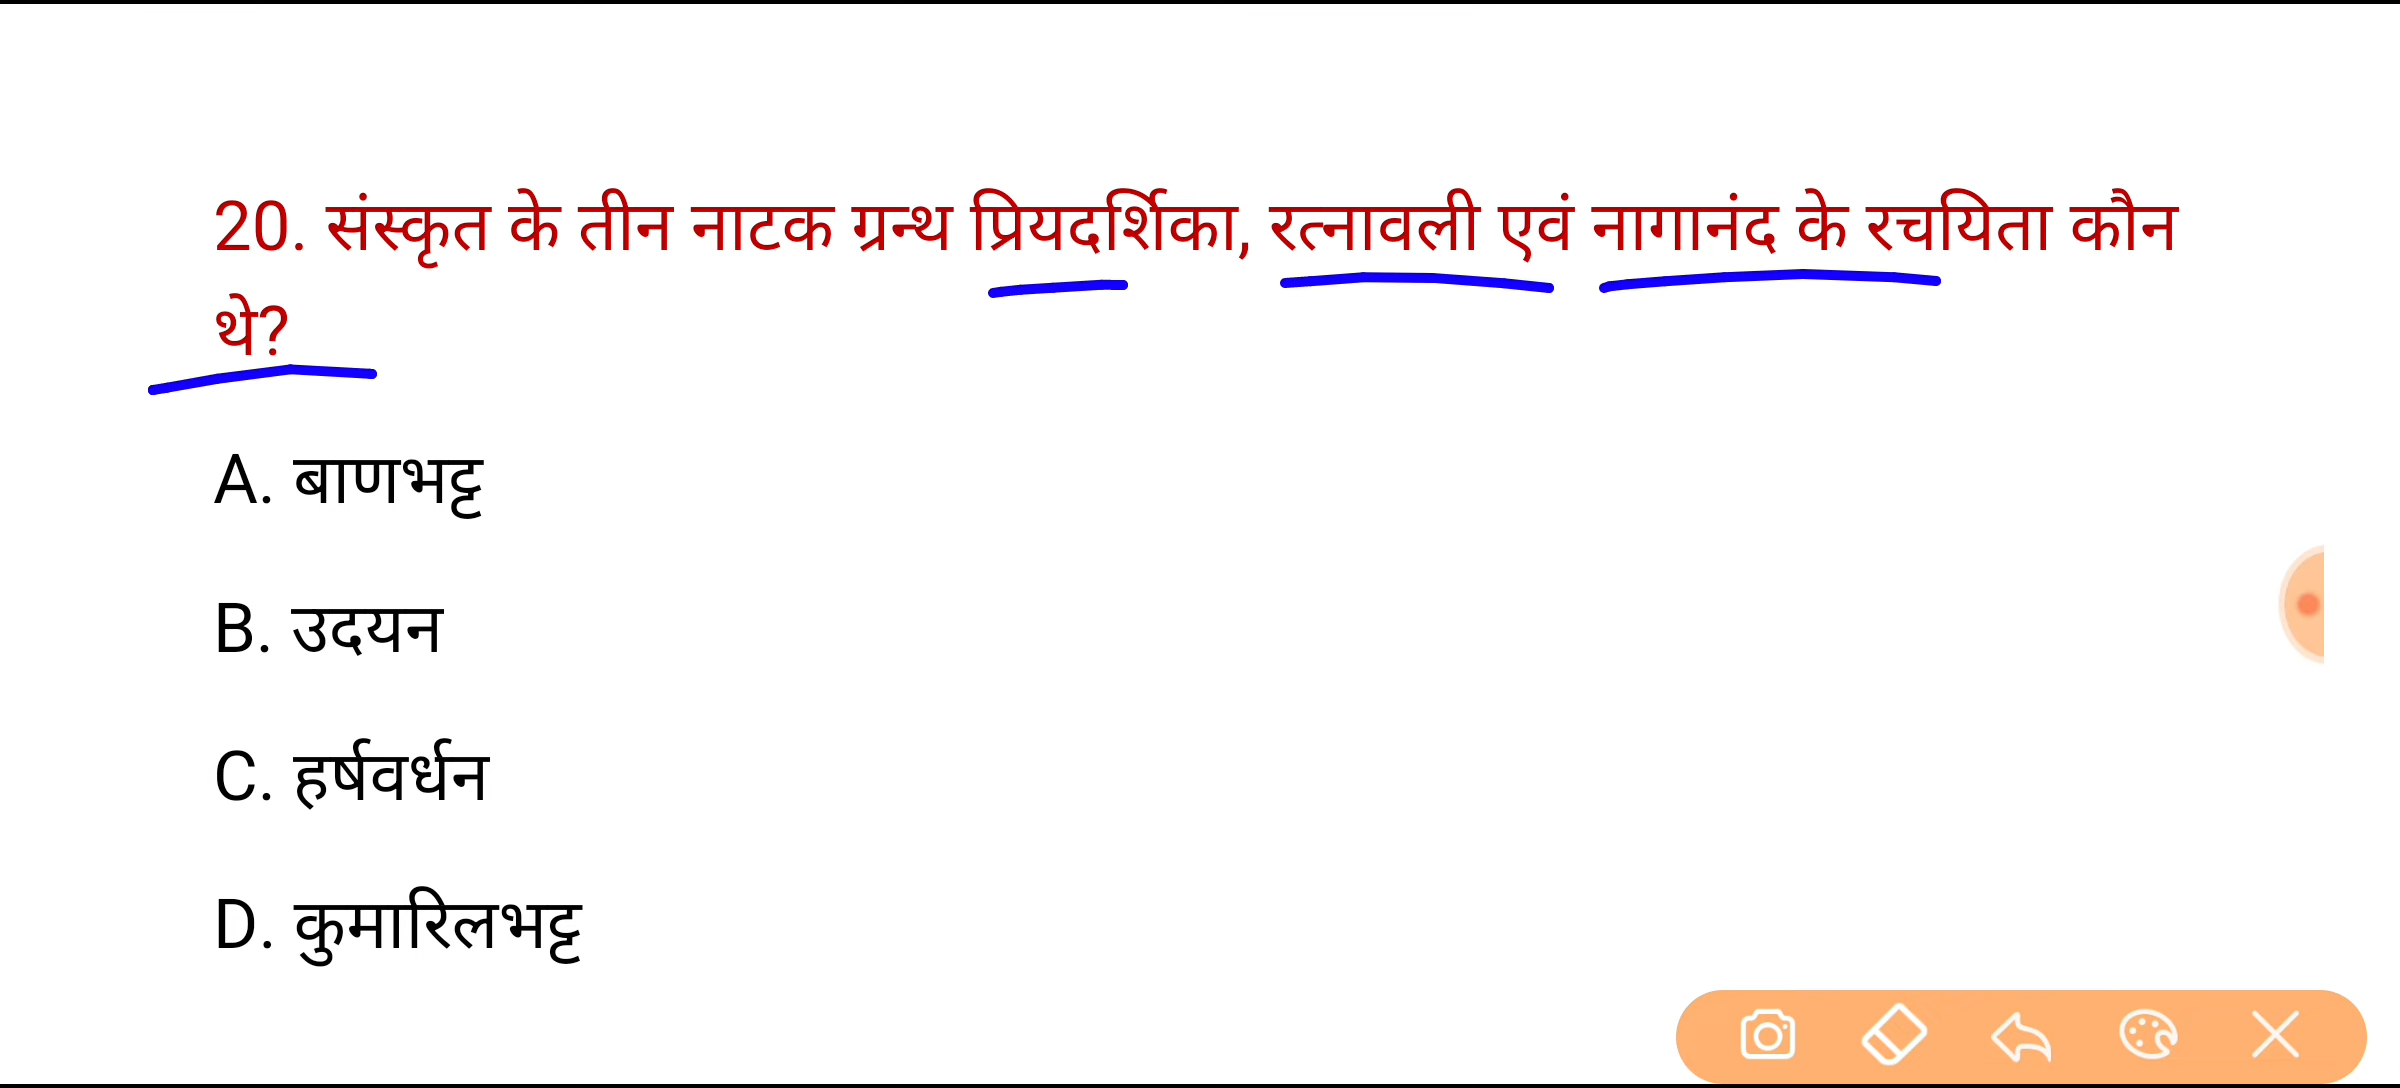 20. संस्कृत के तीन नाटक ग्रन्थ प्रियदर्शिका, रत्नावली एवं नागानंद के रचयिता कौन
थे?
A. बाणभट्ट
B. उदयन
C. हर्षवर्धन
D. कुमारिलभट्ट